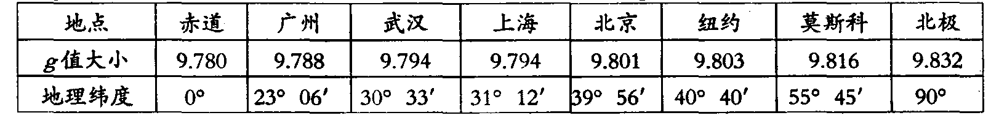 地点 赤道 广州 武汉 上海 北京 纽约 莫斯科 北极
g值大小 9.780 9.788 9.794 9.794 9.801 9.803 9.816 9.832
地理纬度 0° 23° 06′ 30° 33′ 31° 12′ 39° 56′ 40° 40′ 55° 45′ 90°